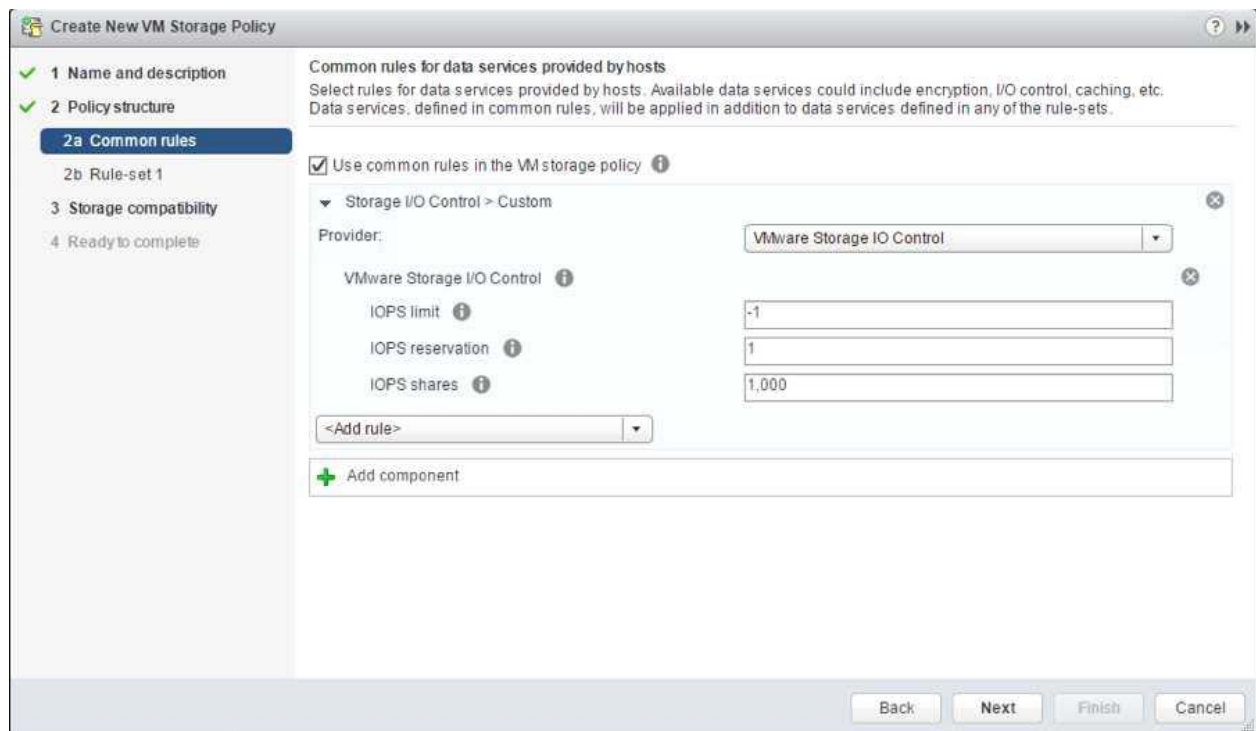 Create New VM Storage Policy
?
1 Name and description
2 Policy structure
2a Common rules
2b Rule-set 1
3 Storage compatibility
4 Ready to complete
Common rules for data services provided by hosts
Select rules for data services provided by hosts. Available data services could include encryption, I/O control, caching, etc.
Data services, defined in common rules, will be applied in addition to data services defined in any of the rule-sets.
Use common rules in the VM storage policy
Storage I/O Control > Custom
Provider:
VMware Storage IO Control
VMware Storage I/O Control
IOPS limit
-1
IOPS reservation
1
IOPS shares
1,000
<Add rule>
Add component
Back
Next
Finish
Cancel